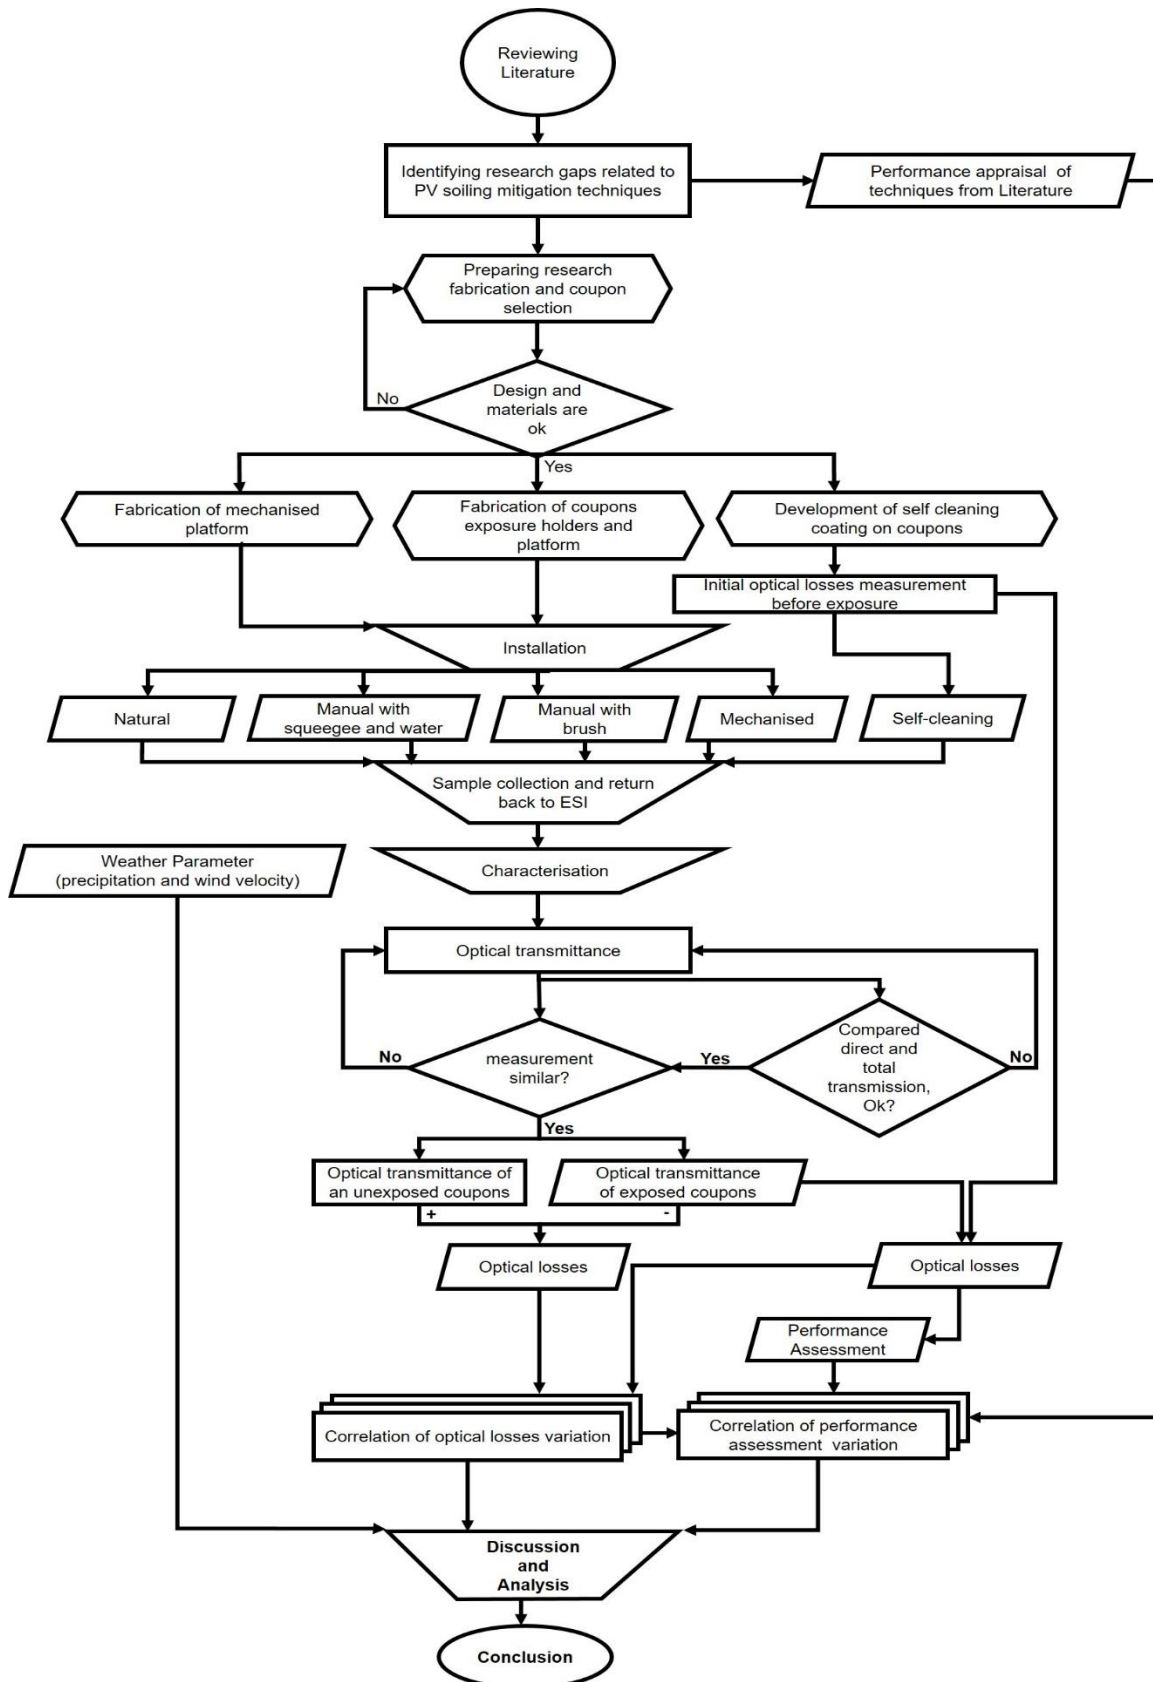 Reviewing
Literature
Identifying research gaps related to
PV soiling mitigation techniques
Performance appraisal of
techniques from Literature
Preparing research
fabrication and coupon
selection
Design and
materials are
ok
No
Yes
Fabrication of mechanised
platform
Fabrication of coupons
exposure holders and
platform
Development of self cleaning
coating on coupons
Initial optical losses measurement
before exposure
Installation
Natural
Manual with
squeegee and water
Manual with
brush
Mechanised
Self-cleaning
Sample collection and return
back to ESI
Weather Parameter
(precipitation and wind velocity)
Characterisation
Optical transmittance
No
measurement
similar?
Yes
Compared
direct and
total
transmission,
Ok?
No
Yes
Optical transmittance of
an unexposed coupons
Optical transmittance
of exposed coupons
+
-
Optical losses
Optical losses
Performance
Assessment
Correlation of optical losses variation
Correlation of performance
assessment variation
Discussion
and
Analysis
Conclusion